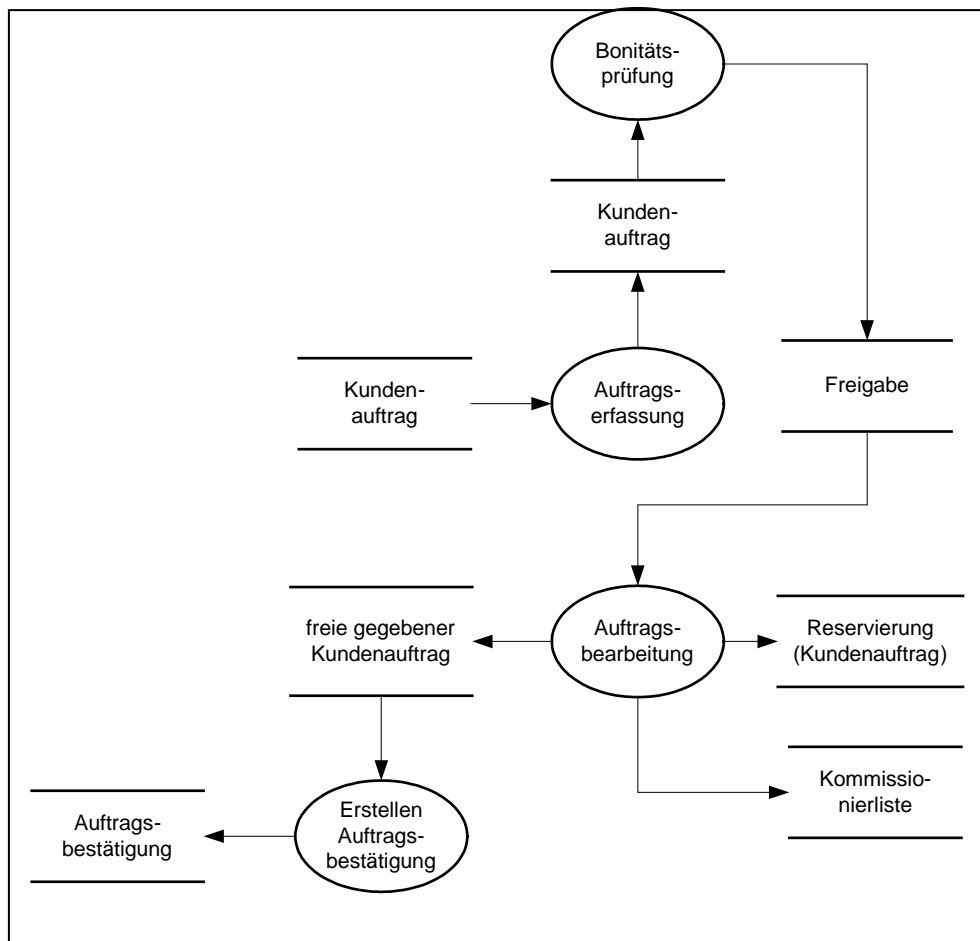 Bonitäts-
prüfung
Kunden-
auftrag
Kunden-
auftrag
Auftrags-
erfassung
Freigabe
freie gegebener
Kundenauftrag
Auftrags-
bearbeitung
Reservierung
(Kundenauftrag)
Kommissio-
nierliste
Auftrags-
bestätigung
Erstellen
Auftrags-
bestätigung